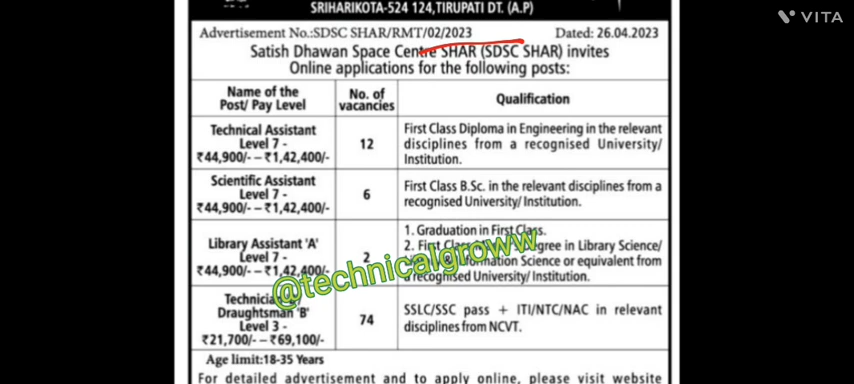 SRIHARIKOTA-524 124,TIRUPATI DT. (A.P)
VITA
Advertisement No.:SDSC SHAR/RMT/02/2023 Dated: 26.04.2023
Satish Dhawan Space Centre SHAR (SDSC SHAR) invites
Online applications for the following posts:
Name of the
Post/ Pay Level
No. of
vacancies
Qualification
Technical Assistant
Level 7 -
₹44,900/- – ₹1,42,400/-
12
First Class Diploma in Engineering in the relevant
disciplines from a recognised University/
Institution.
Scientific Assistant
Level 7 -
₹44,900/- – ₹1,42,400/-
6
First Class B.Sc. in the relevant disciplines from a
recognised University/ Institution.
Library Assistant 'A'
Level 7 -
₹44,900/- – ₹1,42,400/-
2
1. Graduation in First Class.
2. First Class Degree in Library Science/
Science or equivalent from
a recognised University/ Institution.
@technicalgroww
Technician
Draughtsman 'B'
Level 3 -
₹21,700/- – ₹69,100/-
74
SSLC/SSC pass + ITI/NTC/NAC in relevant
disciplines from NCVT.
Age limit:18-35 Years
For detailed advertisement and to apply online, please visit website